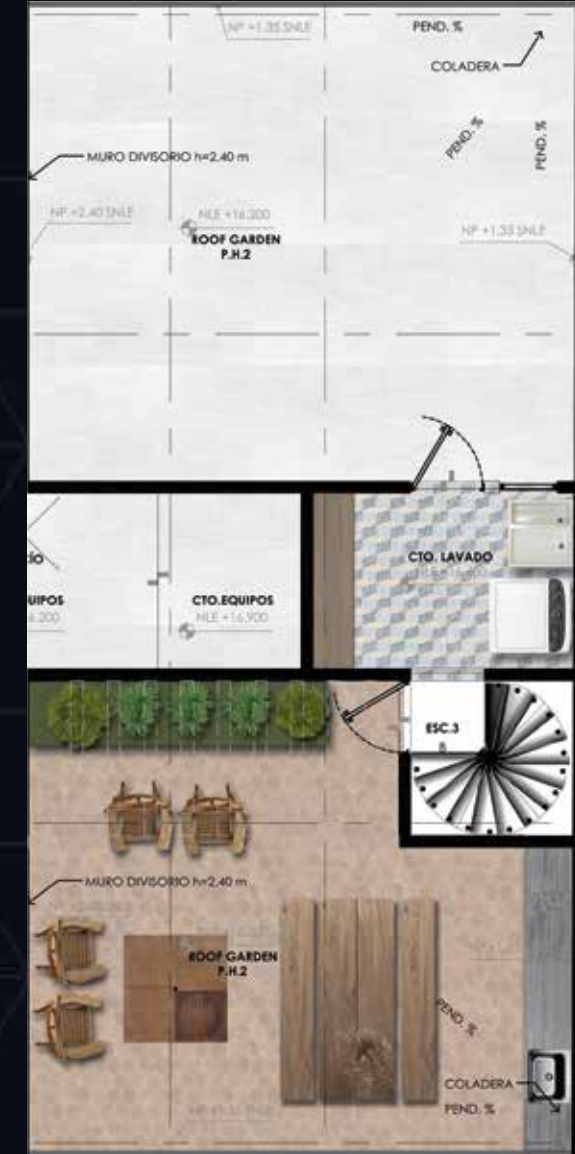 NP +1.35 SNLE
PEND. %
COLADERA
PEND. %
PEND. %
MURO DIVISORIO h=2.40 m
NP +2.40 SNLE
NLE +16.200
ROOF GARDEN
P.H.2
NP +1.35 SNLE
CTO. LAVADO
CTO.EQUIPOS
NLE +16.900
UIPOS
6.200
ESC.3
B
MURO DIVISORIO h=2.40 m
ROOF GARDEN
P.H.2
PEND. %
COLADERA
PEND. %